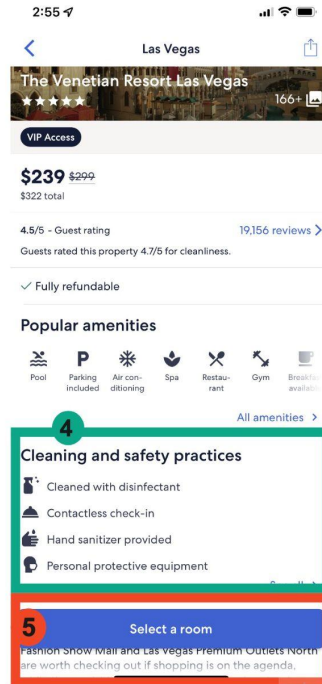 2:55
Las Vegas
The Venetian Resort Las Vegas
166+
VIP Access
$239 $299
$322 total
4.5/5 - Guest rating 19,156 reviews
Guests rated this property 4.7/5 for cleanliness.
Fully refundable
Popular amenities
P
Pool Parking included Air con-ditioning Spa Restau-rant Gym Breakfast
All amenities
4
Cleaning and safety practices
Cleaned with disinfectant
Contactless check-in
Hand sanitizer provided
Personal protective equipment
5
Select a room
Fashion Show Mall and Las Vegas Premium Outlets North
are worth checking out if shopping is on the agenda,